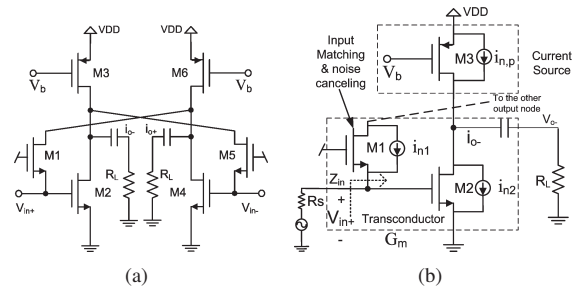 VDD
VDD
M3
M6
Vb
Vb
M1
io-
io+
M5
M2
RL
RL
M4
Vin+
Vin-
(a)
VDD
Input
Matching
& noise
canceling
Vb
M3
in,p
Current
Source
To the other
output node
Vo-
M1
in1
io-
Zin
Rs
+
Vin+
-
M2
in2
RL
Transconductor
Gm
(b)